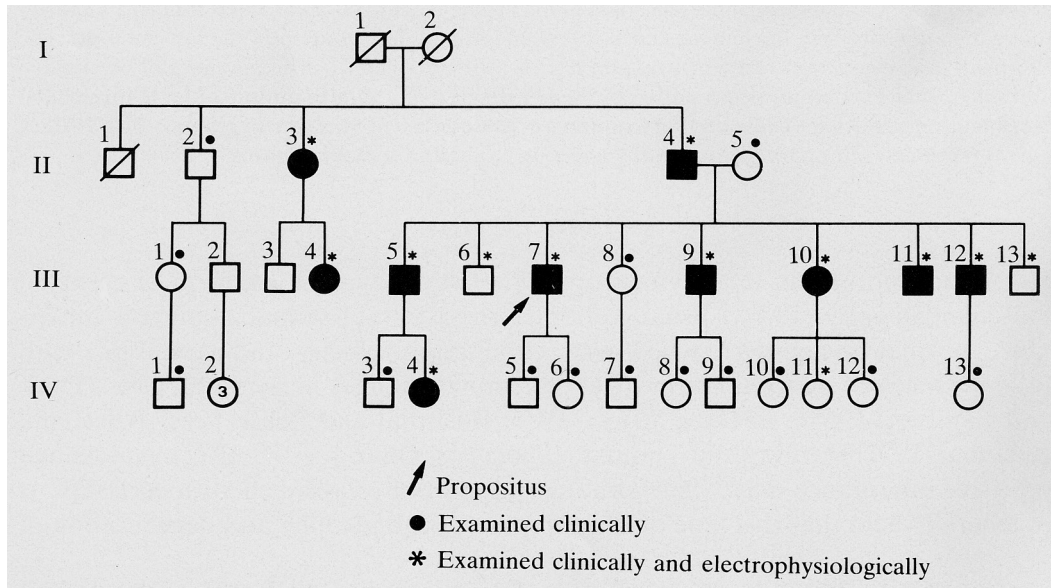 1 2
I
1 2 3 * 4 * 5
II
1 2 3 4 * 5 * 6 * 7 * 8 9 * 10 * 11 * 12 * 13 *
III
1 2 3 4 * 5 6 7 8 9 10 11 * 12 13
IV
3
Propositus
Examined clinically
* Examined clinically and electrophysiologically